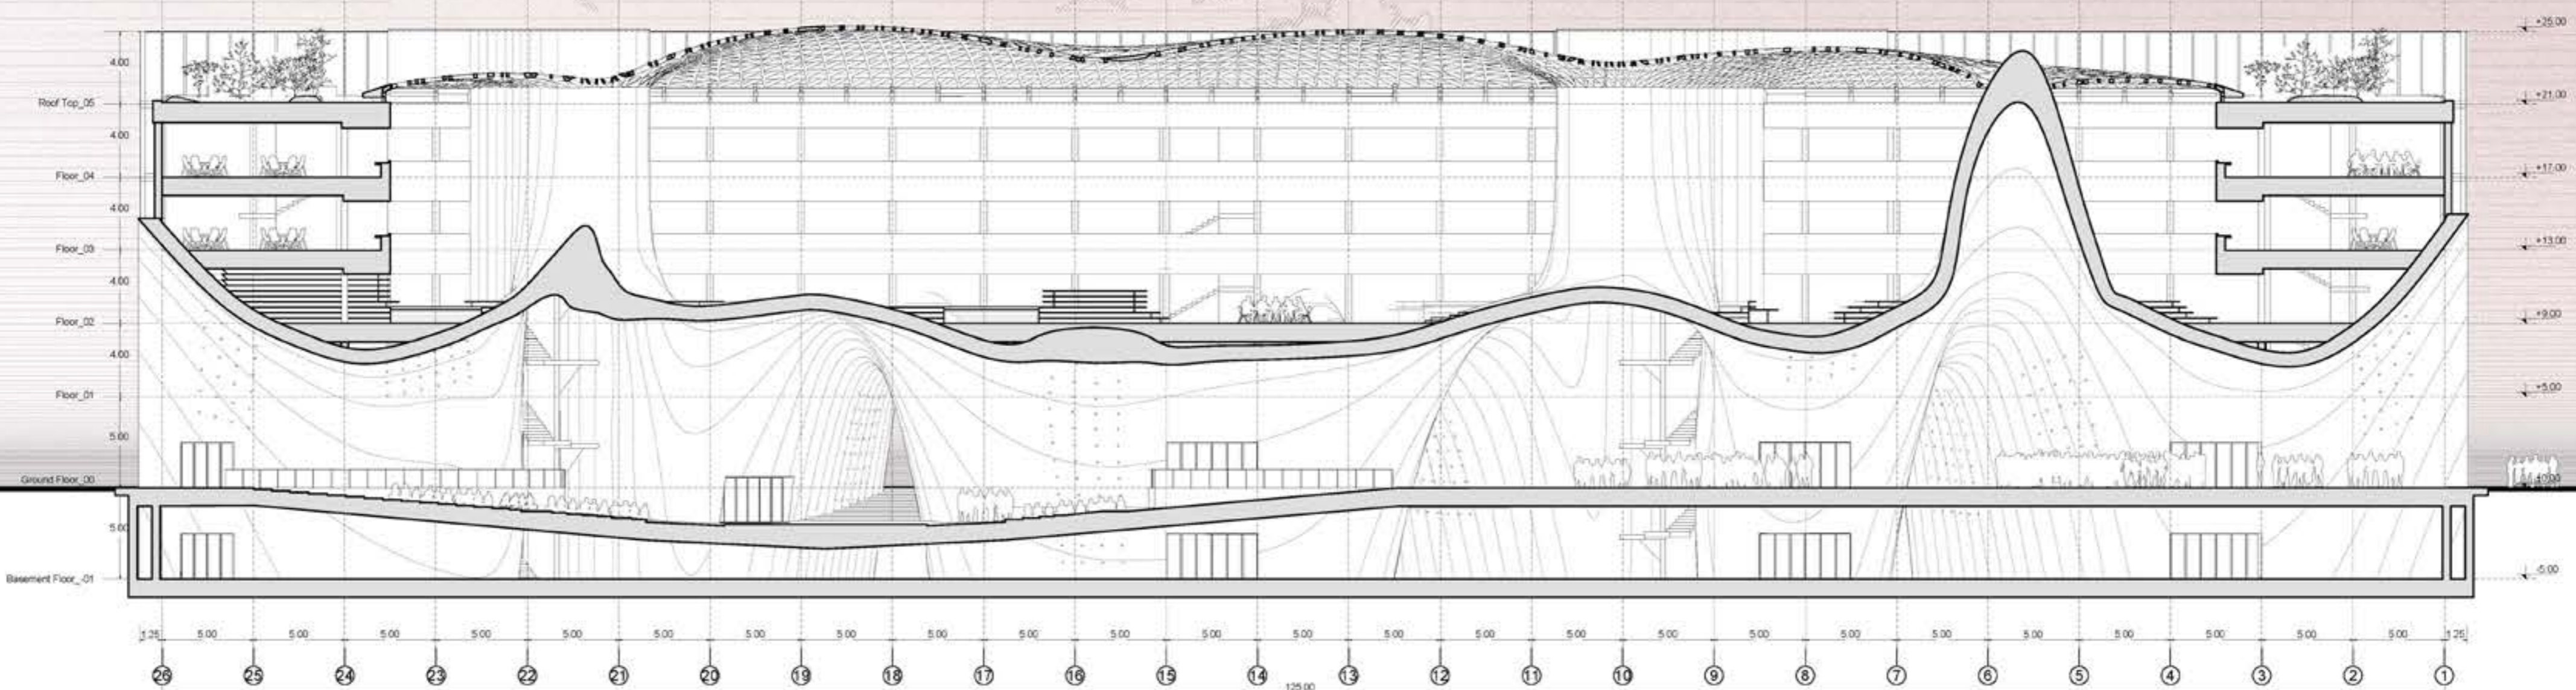 +25.00
4.00
Roof Top_05
+21.00
4.00
Floor_04
+17.00
4.00
Floor_03
+13.00
4.00
Floor_02
+9.00
4.00
Floor_01
+5.00
5.00
Ground Floor_00
±0.00
5.00
Basement Floor_-01
-5.00
1.25 5.00 5.00 5.00 5.00 5.00 5.00 5.00 5.00 5.00 5.00 5.00 5.00 5.00 5.00 5.00 5.00 5.00 5.00 5.00 5.00 5.00 5.00 5.00 5.00 5.00 1.25
26 25 24 23 22 21 20 19 18 17 16 15 14 13 12 11 10 9 8 7 6 5 4 3 2 1
125.00